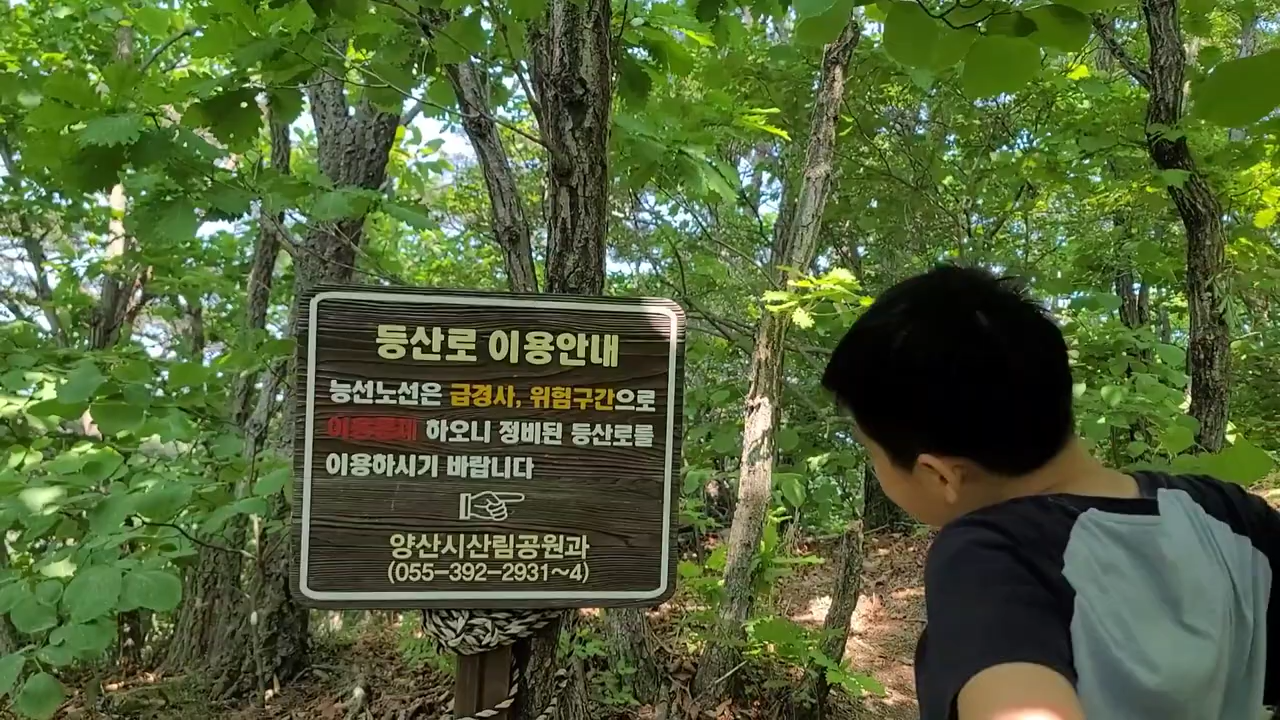 등산로 이용안내
능선노선은 급경사, 위험구간으로
하오니 정비된 등산로를
이용하시기 바랍니다
양산시산림공원과
(055-392-2931~4)